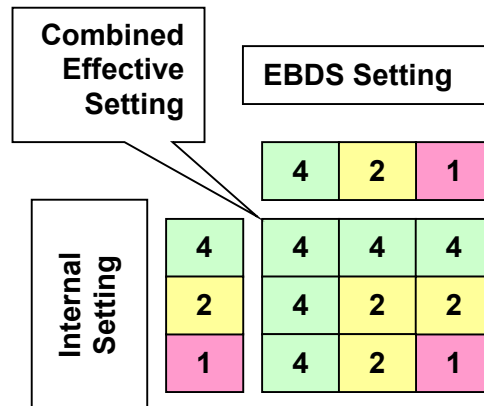 Combined
Effective
Setting
EBDS Setting
4 2 1
Internal
Setting
4 4 4 4
2 4 2 2
1 4 2 1